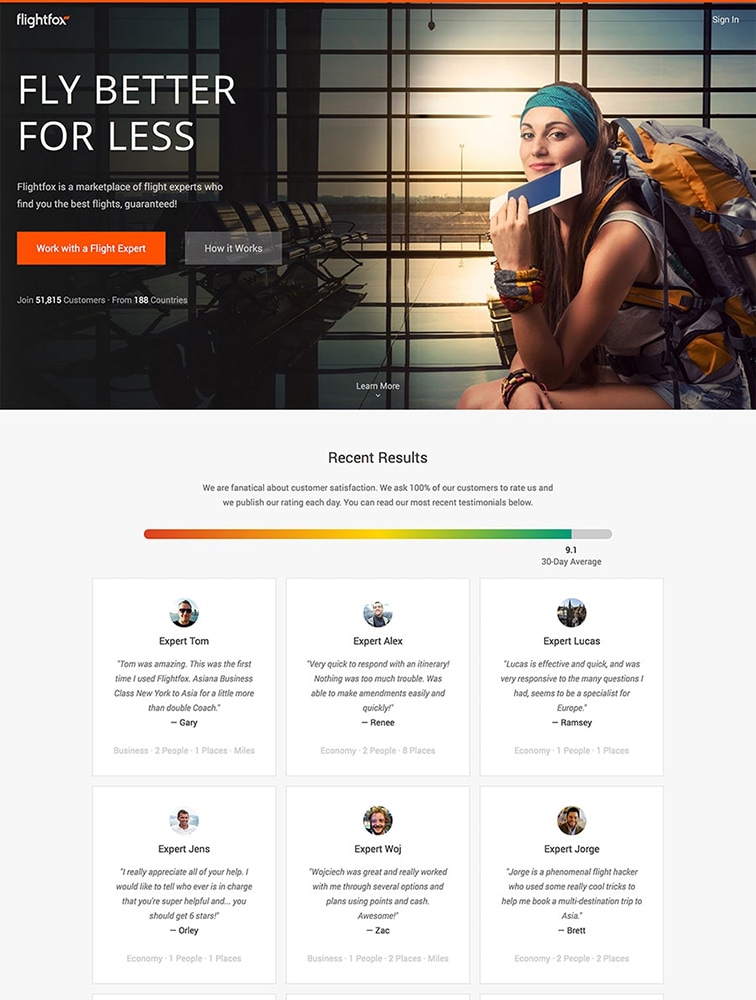 flightfox
Sign In
FLY BETTER
FOR LESS
Flightfox is a marketplace of flight experts who
find you the best flights, guaranteed!
Work with a Flight Expert
How it Works
Join 51,815 Customers · From 188 Countries
Learn More
Recent Results
We are fanatical about customer satisfaction. We ask 100% of our customers to rate us and
we publish our rating each day. You can read our most recent testimonials below.
9.1
30-Day Average
Expert Tom
"Tom was amazing. This was the first
time I used Flightfox. Asiana Business
Class New York to Asia for a little more
than double Coach."
— Gary
Business · 2 People · 1 Places · Miles
Expert Alex
"Very quick to respond with an itinerary!
Nothing was too much trouble. Was
able to make amendments easily and
quickly!"
— Renee
Economy · 2 People · 8 Places
Expert Lucas
"Lucas is effective and quick, and was
very responsive to the many questions I
had, seems to be a specialist for
Europe."
— Ramsey
Economy · 1 People · 1 Places
Expert Jens
"I really appreciate all of your help. I
would like to tell who ever is in charge
that you're super helpful and... you
should get 6 stars!"
— Orley
Economy · 1 People · 1 Places
Expert Woj
"Wojciech was great and really worked
with me through several options and
plans using points and cash.
Awesome!"
— Zac
Business · 1 People · 2 Places · Miles
Expert Jorge
"Jorge is a phenomenal flight hacker
who used some really cool tricks to
help me book a multi-destination trip to
Asia."
— Brett
Economy · 2 People · 2 Places